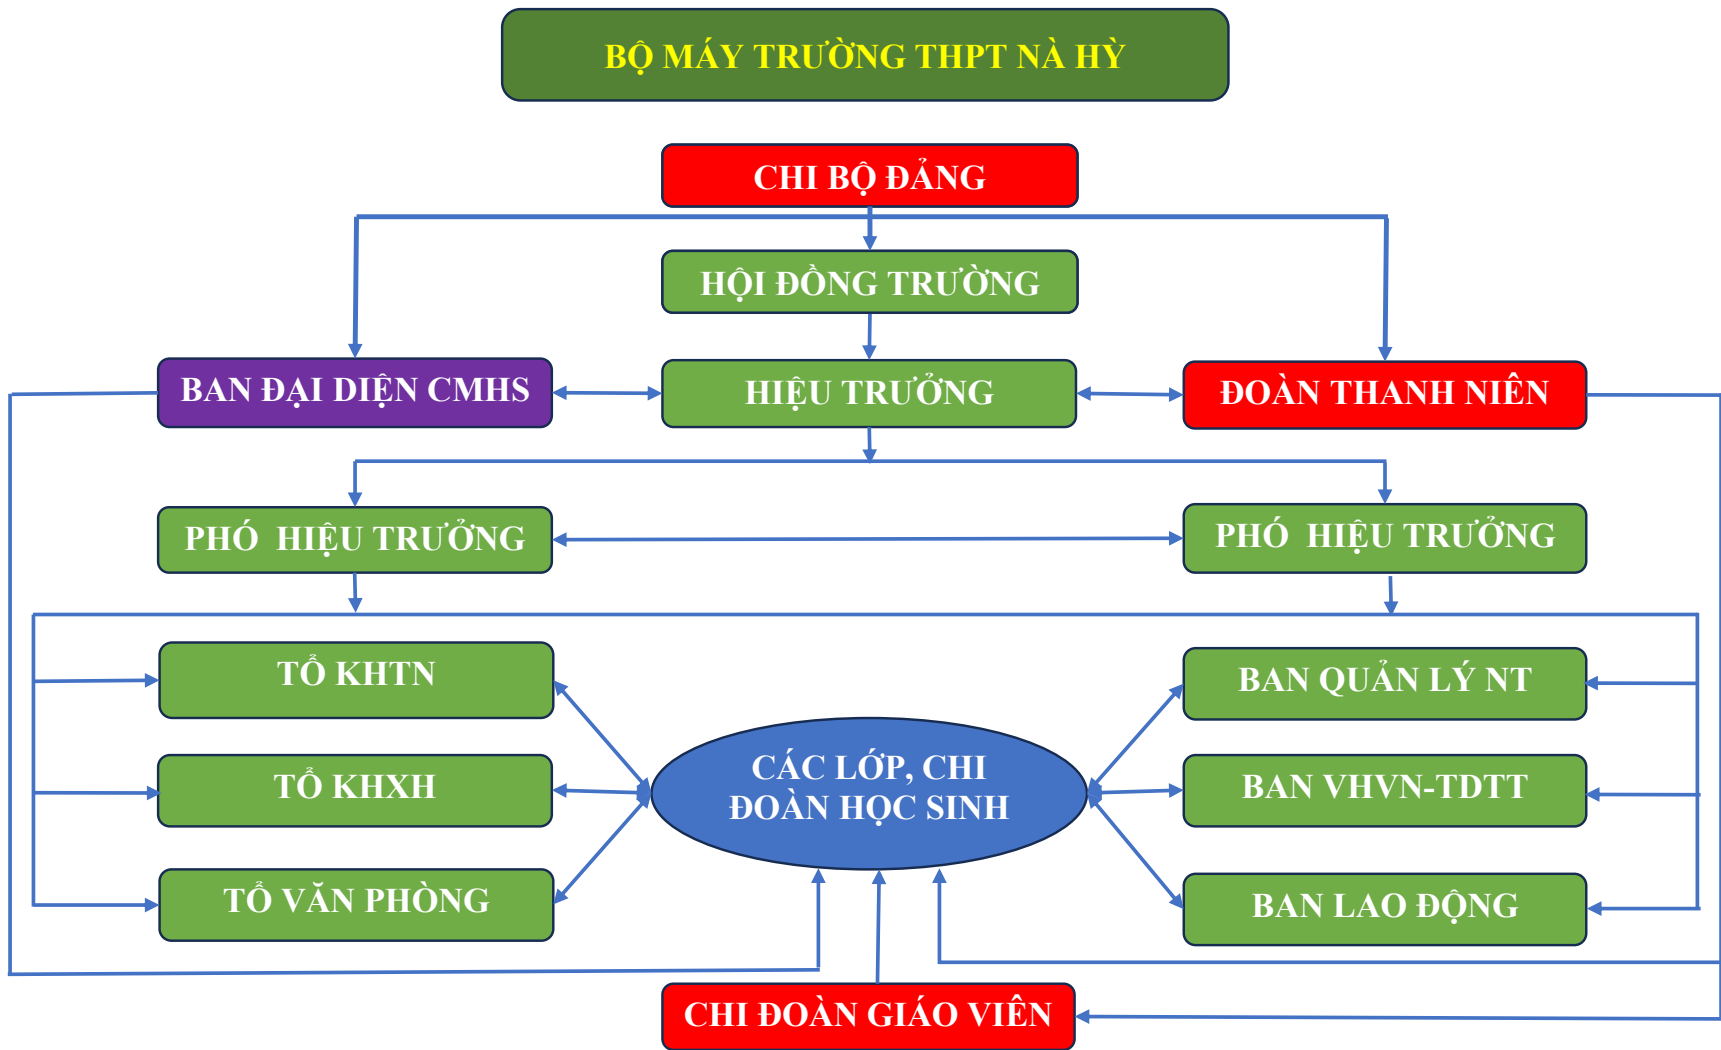 BỘ MÁY TRƯỜNG THPT NÀ HỲ
CHI BỘ ĐẢNG
HỘI ĐỒNG TRƯỜNG
BAN ĐẠI DIỆN CMHS
HIỆU TRƯỞNG
ĐOÀN THANH NIÊN
PHÓ HIỆU TRƯỞNG
PHÓ HIỆU TRƯỞNG
TỔ KHTN
BAN QUẢN LÝ NT
CÁC LỚP, CHI
ĐOÀN HỌC SINH
TỔ KHXH
BAN VHVN-TDTT
TỔ VĂN PHÒNG
BAN LAO ĐỘNG
CHI ĐOÀN GIÁO VIÊN